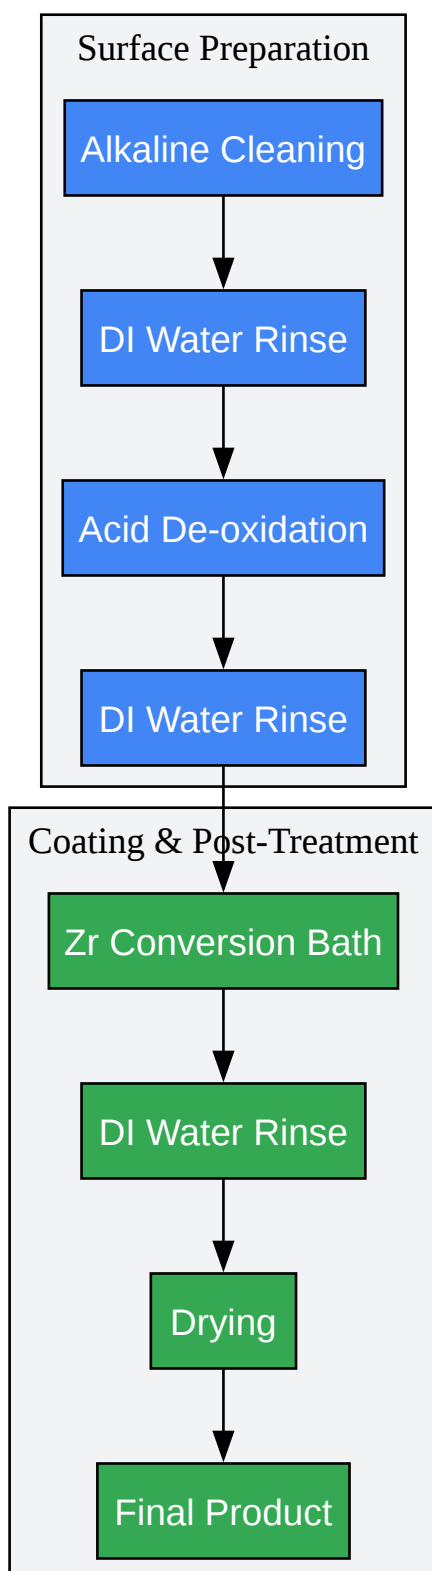 Surface Preparation
Alkaline Cleaning
DI Water Rinse
Acid De-oxidation
DI Water Rinse
Coating & Post-Treatment
Zr Conversion Bath
DI Water Rinse
Drying
Final Product